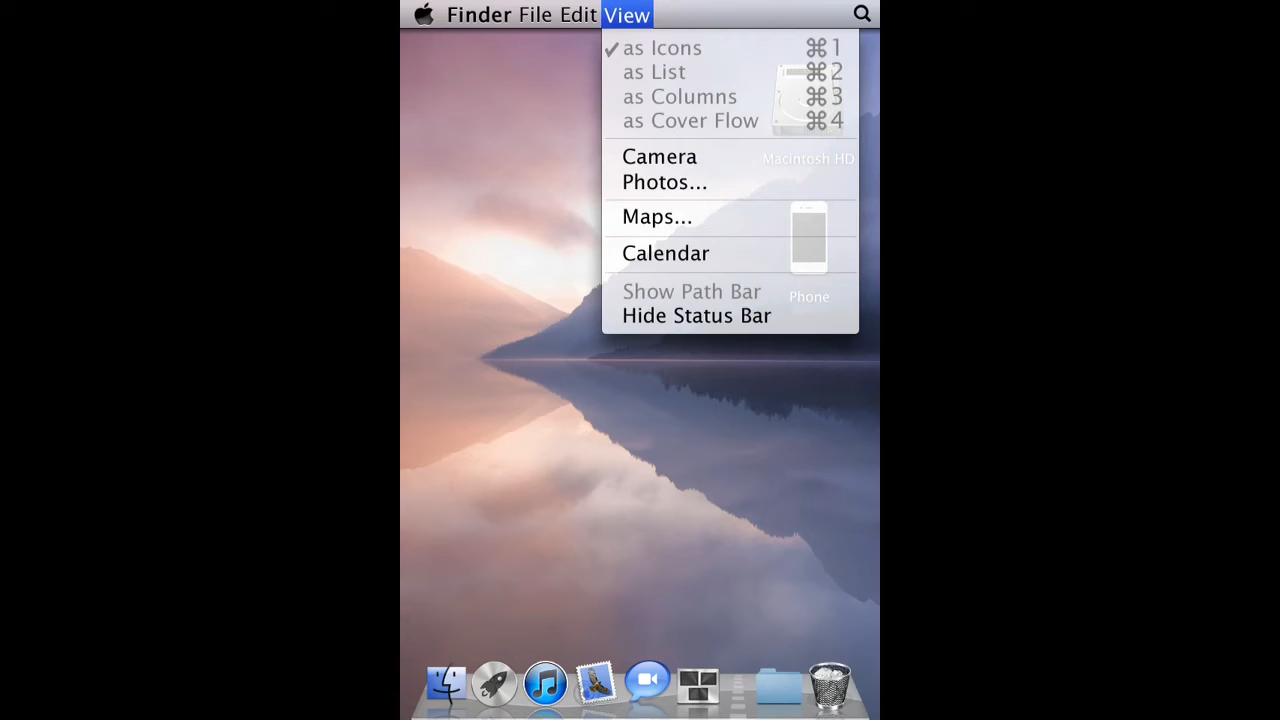 Finder File Edit View
✓ as Icons ⌘1
as List ⌘2
as Columns ⌘3
as Cover Flow ⌘4
Camera
Macintosh HD
Photos...
Maps...
Calendar
Show Path Bar
Phone
Hide Status Bar